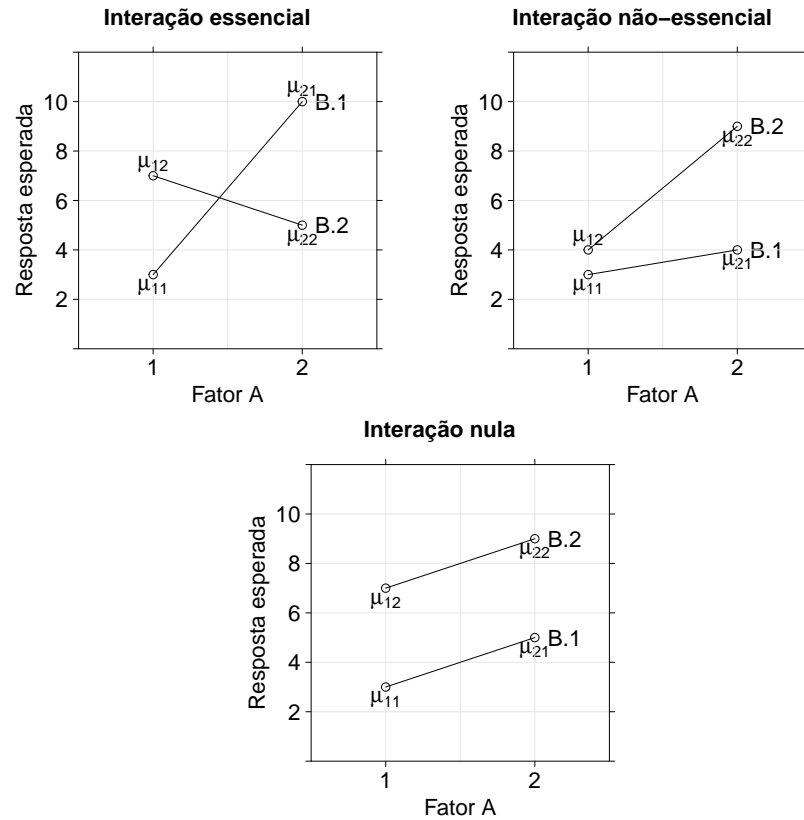 Interação essencial
Resposta esperada
10
8
6
4
2
μ21
B.1
μ12
B.2
μ22
μ11
1
2
Fator A
Interação não−essencial
Resposta esperada
10
8
6
4
2
B.2
μ22
μ12
B.1
μ21
μ11
1
2
Fator A
Interação nula
Resposta esperada
10
8
6
4
2
B.2
μ22
μ12
B.1
μ21
μ11
1
2
Fator A